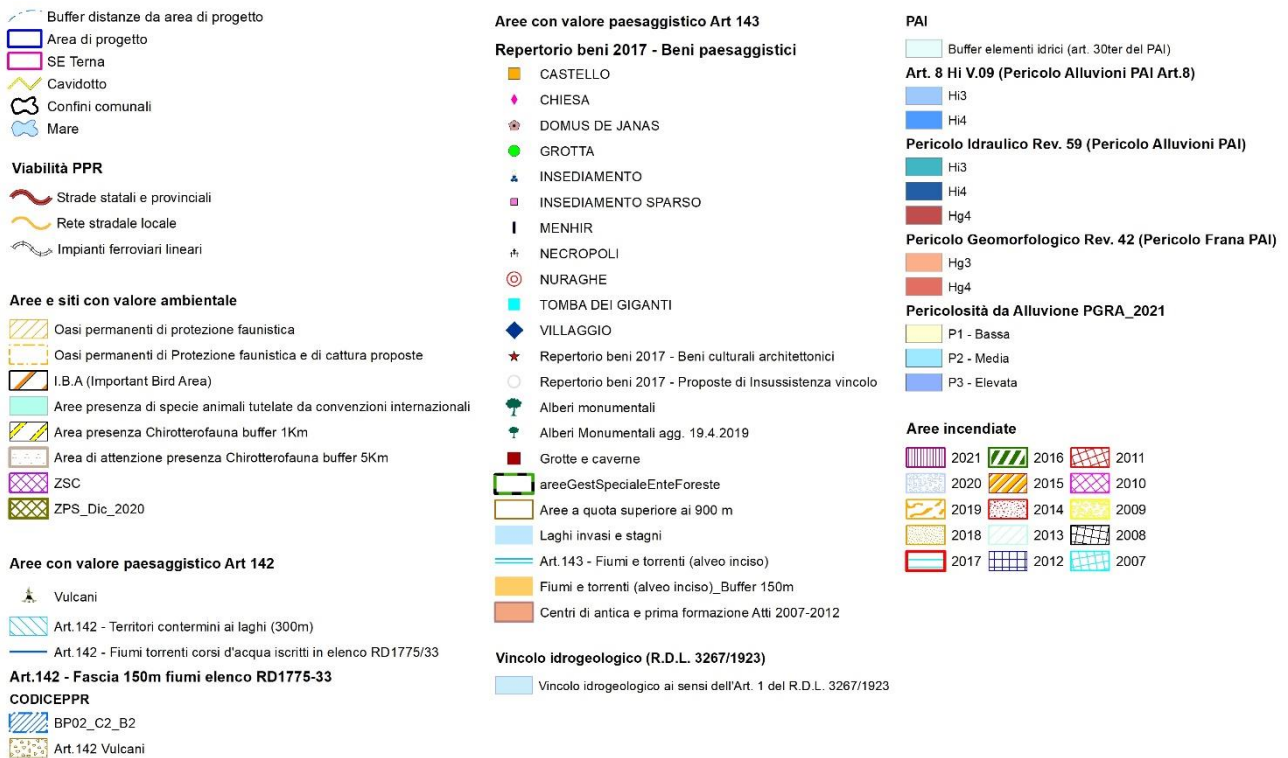 Buffer distanze da area di progetto
Area di progetto
SE Terna
Cavidotto
Confini comunali
Mare
Viabilità PPR
Strade statali e provinciali
Rete stradale locale
Impianti ferroviari lineari
Aree e siti con valore ambientale
Oasi permanenti di protezione faunistica
Oasi permanenti di Protezione faunistica e di cattura proposte
I.B.A (Important Bird Area)
Aree presenza di specie animali tutelate da convenzioni internazionali
Area presenza Chirotterofauna buffer 1Km
Area di attenzione presenza Chirotterofauna buffer 5Km
ZSC
ZPS_Dic_2020
Aree con valore paesaggistico Art 142
Vulcani
Art.142 - Territori contermini ai laghi (300m)
Art.142 - Fiumi torrenti corsi d'acqua iscritti in elenco RD1775/33
Art.142 - Fascia 150m fiumi elenco RD1775-33
CODICEPPR
BP02_C2_B2
Art.142 Vulcani
Aree con valore paesaggistico Art 143
Repertorio beni 2017 - Beni paesaggistici
CASTELLO
CHIESA
DOMUS DE JANAS
GROTTA
INSEDIAMENTO
INSEDIAMENTO SPARSO
MENHIR
NECROPOLI
NURAGHE
TOMBA DEI GIGANTI
VILLAGGIO
Repertorio beni 2017 - Beni culturali architettonici
Repertorio beni 2017 - Proposte di Insussistenza vincolo
Alberi monumentali
Alberi Monumentali agg. 19.4.2019
Grotte e caverne
areeGestSpecialeEnteForeste
Aree a quota superiore ai 900 m
Laghi invasi e stagni
Art.143 - Fiumi e torrenti (alveo inciso)
Fiumi e torrenti (alveo inciso)_Buffer 150m
Centri di antica e prima formazione Atti 2007-2012
Vincolo idrogeologico (R.D.L. 3267/1923)
Vincolo idrogeologico ai sensi dell'Art. 1 del R.D.L. 3267/1923
PAI
Buffer elementi idrici (art. 30ter del PAI)
Art. 8 Hi V.09 (Pericolo Alluvioni PAI Art.8)
Hi3
Hi4
Pericolo Idraulico Rev. 59 (Pericolo Alluvioni PAI)
Hi3
Hi4
Hg4
Pericolo Geomorfologico Rev. 42 (Pericolo Frana PAI)
Hg3
Hg4
Pericolosità da Alluvione PGRA_2021
P1 - Bassa
P2 - Media
P3 - Elevata
Aree incendiate
2021 2016 2011
2020 2015 2010
2019 2014 2009
2018 2013 2008
2017 2012 2007